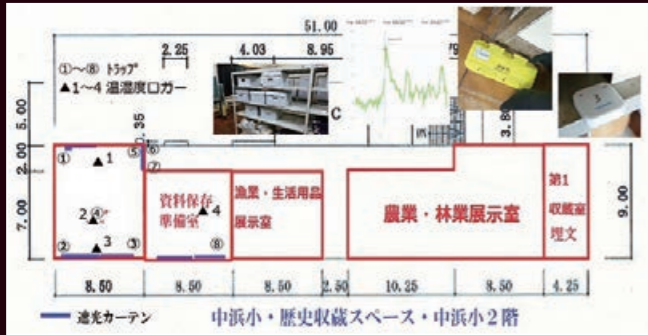 51.00
2.25
4.03
8.95
①～⑧ トラップ
▲1～4 温湿度ロガー
5.00
2.00
7.00
0.35
3.80
9.00
C
① ▲1 ⑤ ⑥
⑦
2 ④
3
② ③
▲4
⑧
資料保存
準備室
漁業・生活用品
展示室
農業・林業展示室
第1
収蔵室
埋文
8.50
8.50
8.50
2.50
10.25
8.50
4.25
遮光カーテン
中浜小・歴史収蔵スペース・中浜小2階